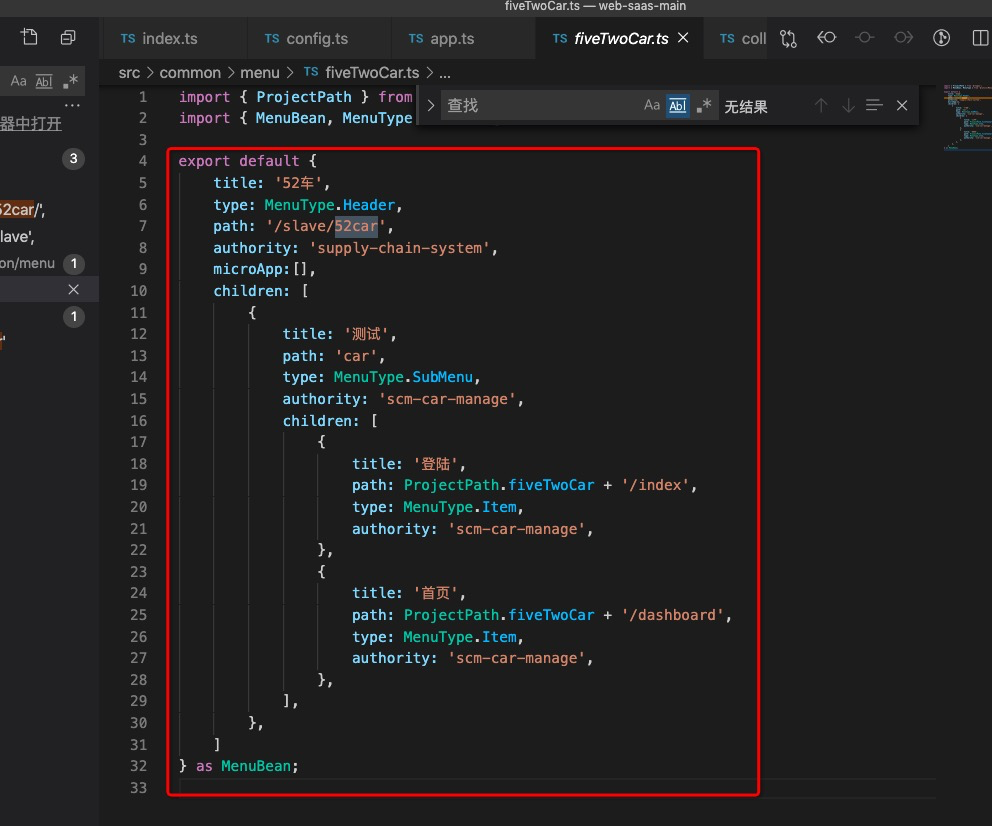 fiveTwoCar.ts — web-saas-main
TS index.ts
TS config.ts
TS app.ts
TS fiveTwoCar.ts
TS coll
src > common > menu > TS fiveTwoCar.ts > ...
Aa Abl .*
查找
Aa Abl .*
无结果
...
器中打开
3
52car/',
lave',
on/menu 1
1
'
1 import { ProjectPath } from
2 import { MenuBean, MenuType
3
4 export default {
5 title: '52车',
6 type: MenuType.Header,
7 path: '/slave/52car',
8 authority: 'supply-chain-system',
9 microApp:[],
10 children: [
11 {
12 title: '测试',
13 path: 'car',
14 type: MenuType.SubMenu,
15 authority: 'scm-car-manage',
16 children: [
17 {
18 title: '登陆',
19 path: ProjectPath.fiveTwoCar + '/index',
20 type: MenuType.Item,
21 authority: 'scm-car-manage',
22 },
23 {
24 title: '首页',
25 path: ProjectPath.fiveTwoCar + '/dashboard',
26 type: MenuType.Item,
27 authority: 'scm-car-manage',
28 },
29 ],
30 },
31 ]
32 } as MenuBean;
33